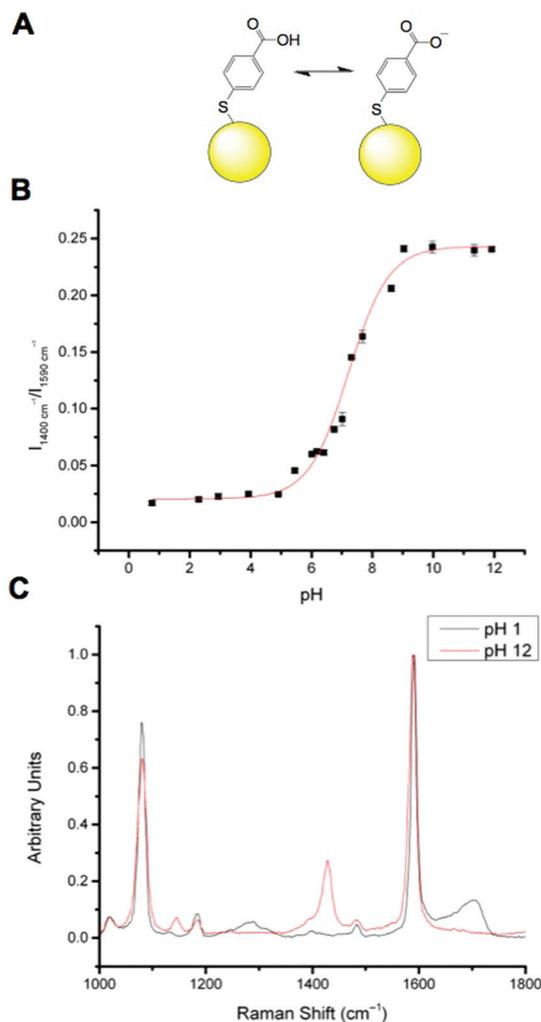 A
O
OH
S
O
O⁻
S
B
0.25
0.20
0.15
0.10
0.05
0.00
I1400 cm⁻¹/I1590 cm⁻¹
0 2 4 6 8 10 12
pH
C
pH 1
pH 12
1.0
0.8
0.6
0.4
0.2
0.0
Arbitrary Units
1000 1200 1400 1600 1800
Raman Shift (cm⁻¹)